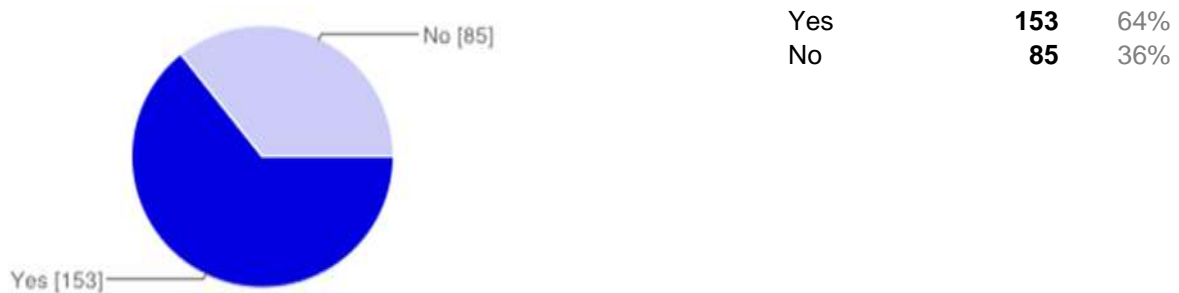 No [85]
Yes [153]
Yes 153 64%
No 85 36%